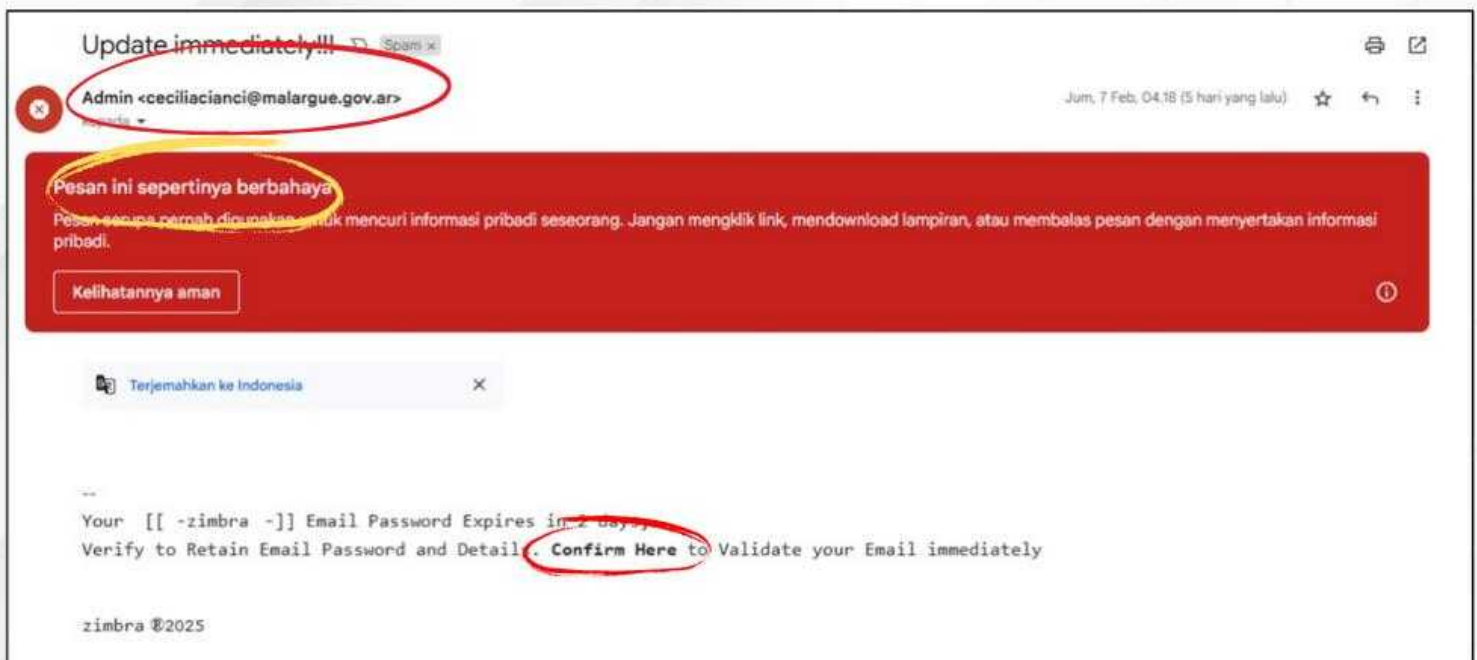 Update immediately!!! Spam x
Admin <ceciliacianci@malargue.gov.ar>
Jum, 7 Feb, 04.18 (5 hari yang lalu)
kepada
Pesan ini sepertinya berbahaya
Pesan serupa pernah digunakan untuk mencuri informasi pribadi seseorang. Jangan mengklik link, mendownload lampiran, atau membalas pesan dengan menyertakan informasi
pribadi.
Kelihatannya aman
Terjemahkan ke Indonesia
--
Your [[ -zimbra -]] Email Password Expires in 2 days,
Verify to Retain Email Password and Details. Confirm Here to Validate your Email immediately
zimbra ®2025